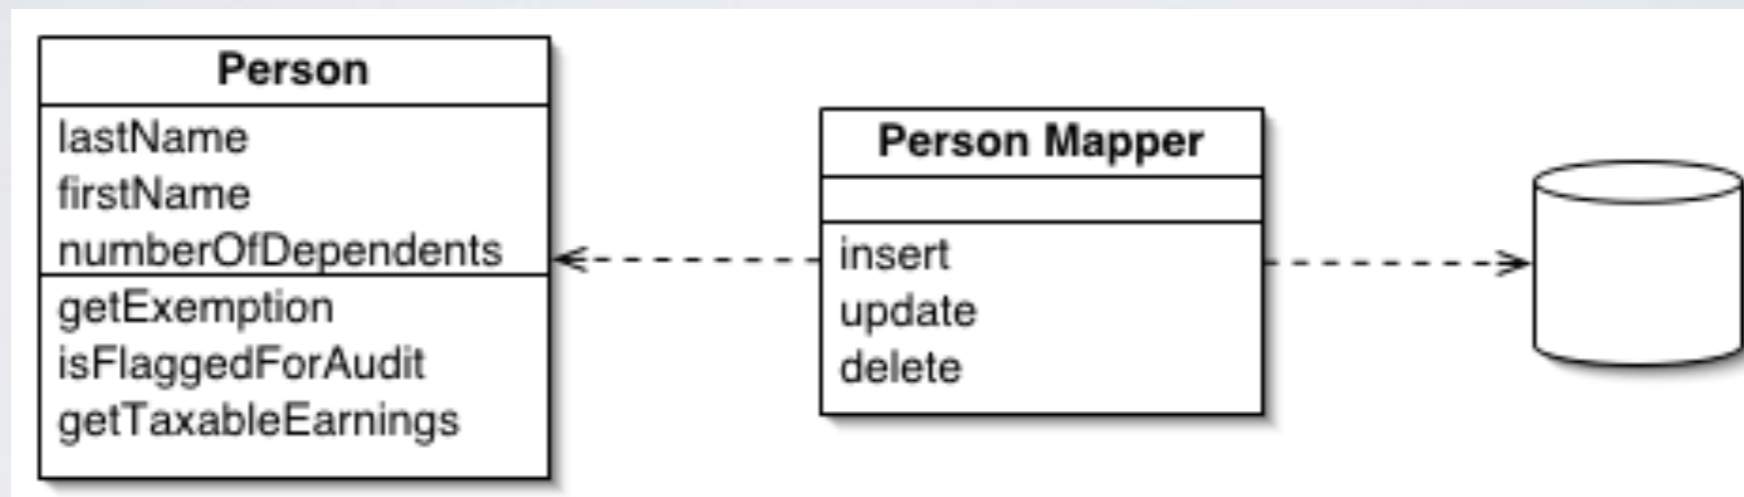 Person
lastName
firstName
numberOfDependents
getExemption
isFlaggedForAudit
getTaxableEarnings
Person Mapper
insert
update
delete